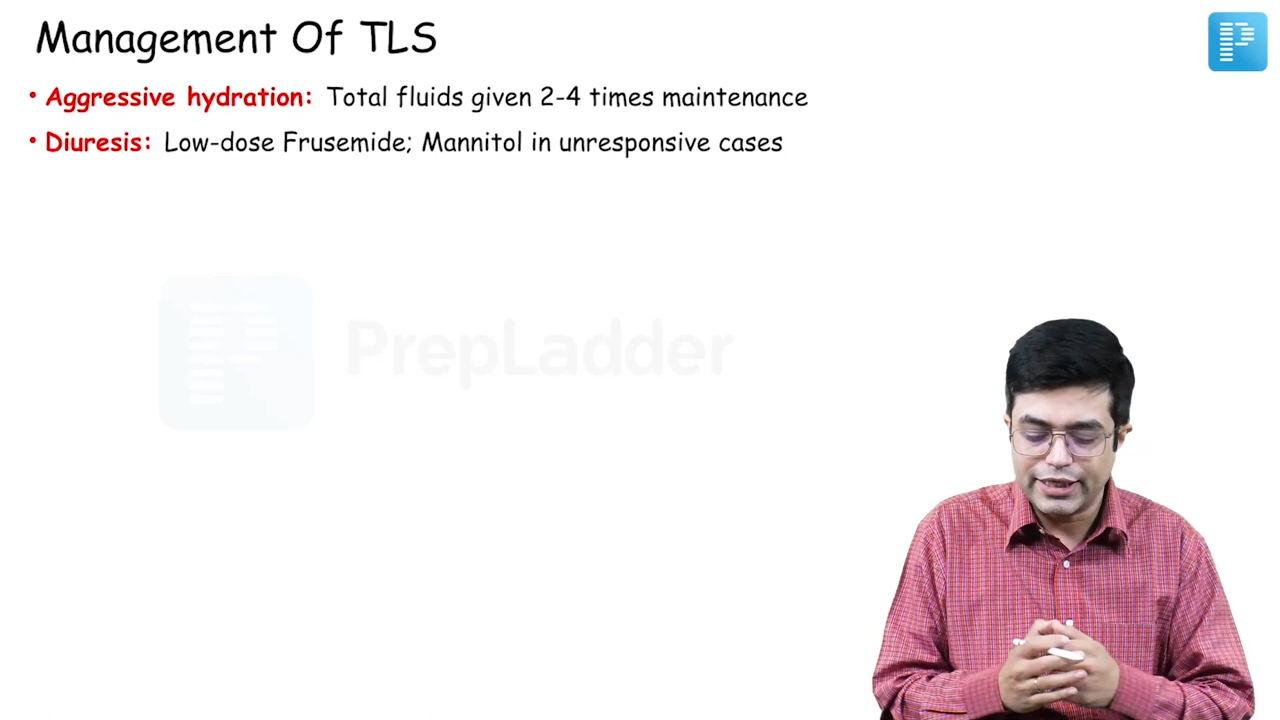 Management Of TLS
• Aggressive hydration: Total fluids given 2-4 times maintenance
• Diuresis: Low-dose Frusemide; Mannitol in unresponsive cases
PrepLadder